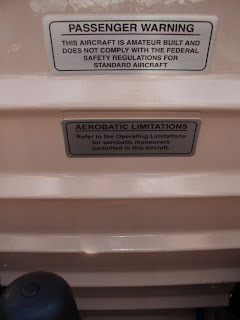 PASSENGER WARNING
THIS AIRCRAFT IS AMATEUR BUILT AND
DOES NOT COMPLY WITH THE FEDERAL
SAFETY REGULATIONS FOR
STANDARD AIRCRAFT
AEROBATIC LIMITATIONS
Refer to the Operating Limitations
for aerobatic maneuvers
permitted in this aircraft.